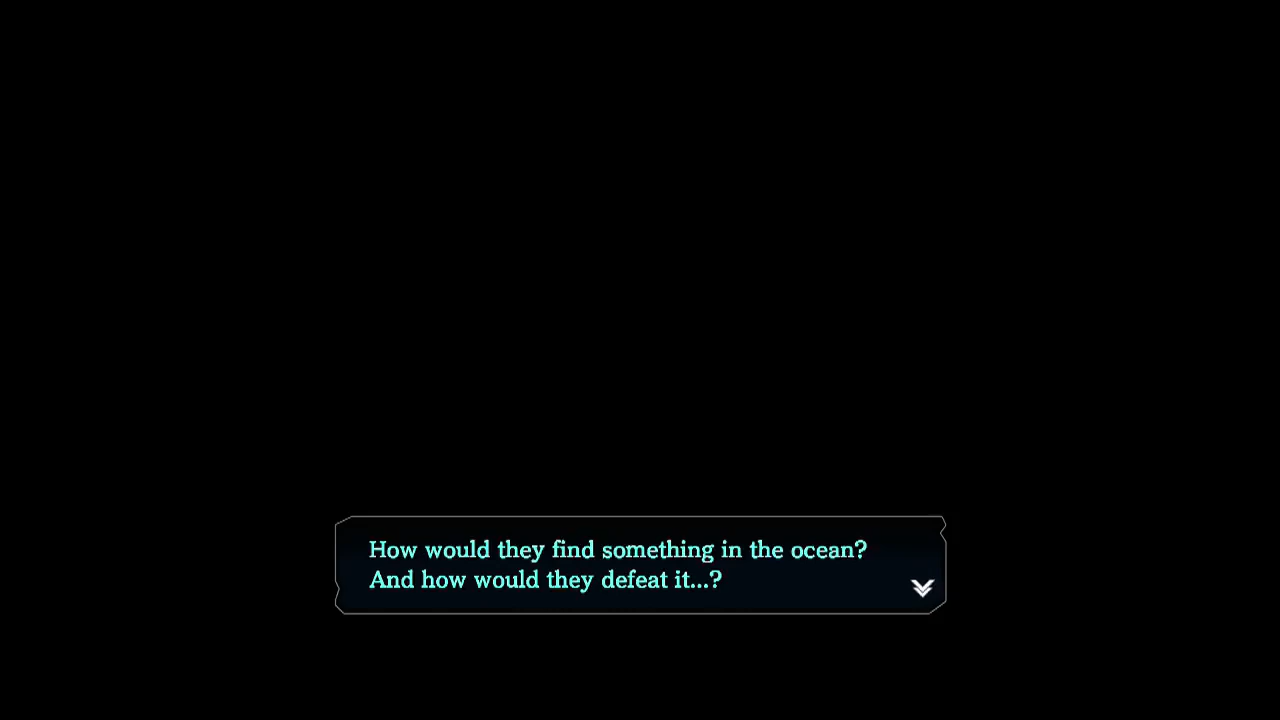 How would they find something in the ocean?
And how would they defeat it...?